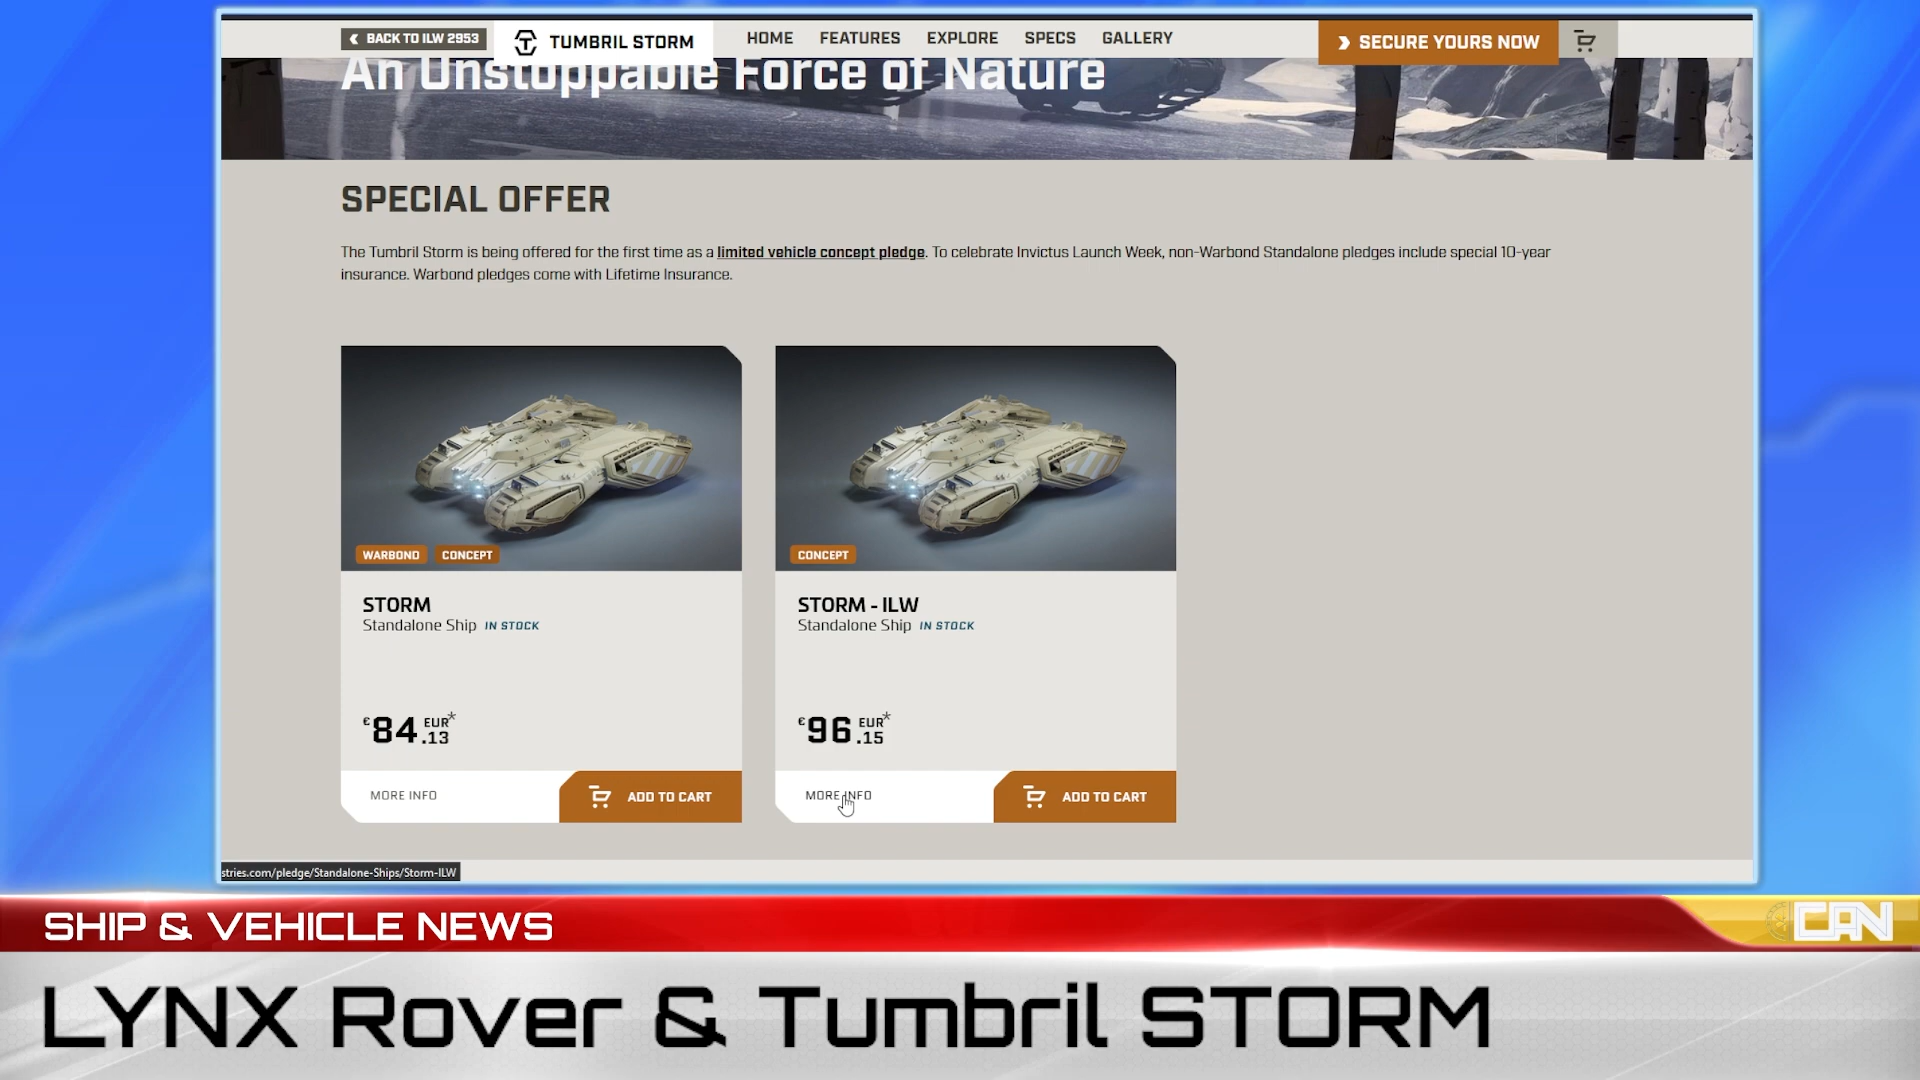 BACK TO ILW 2953
TUMBRIL STORM
HOME
FEATURES
EXPLORE
SPECS
GALLERY
SECURE YOURS NOW
An Unstoppable Force of Nature
SPECIAL OFFER
The Tumbril Storm is being offered for the first time as a limited vehicle concept pledge. To celebrate Invictus Launch Week, non-Warbond Standalone pledges include special 10-year
insurance. Warbond pledges come with Lifetime Insurance.
WARBOND CONCEPT
STORM
Standalone Ship IN STOCK
€84.13 EUR*
MORE INFO
ADD TO CART
CONCEPT
STORM - ILW
Standalone Ship IN STOCK
€96.15 EUR*
MORE INFO
ADD TO CART
stries.com/pledge/Standalone-Ships/Storm-ILW
SHIP & VEHICLE NEWS
CAN
LYNX Rover & Tumbril STORM